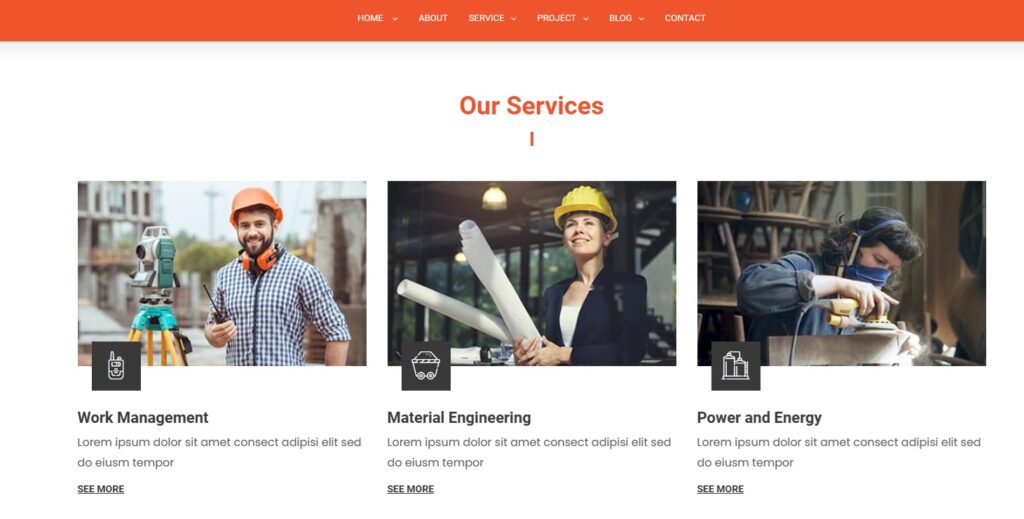 HOME ABOUT SERVICE PROJECT BLOG CONTACT
Our Services
Work Management
Lorem ipsum dolor sit amet consect adipisi elit sed
do eiusm tempor
SEE MORE
Material Engineering
Lorem ipsum dolor sit amet consect adipisi elit sed
do eiusm tempor
SEE MORE
Power and Energy
Lorem ipsum dolor sit amet consect adipisi elit sed
do eiusm tempor
SEE MORE